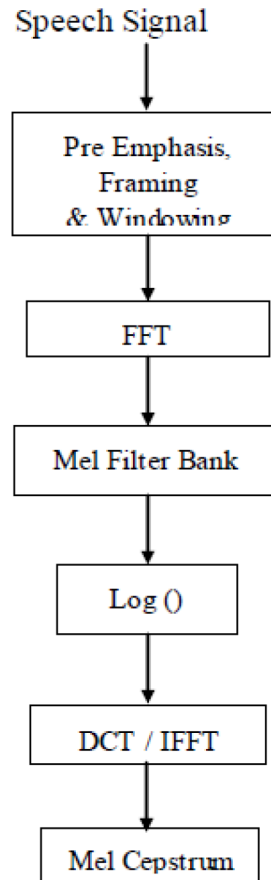 Speech Signal
Pre Emphasis,
Framing
& Windowing
FFT
Mel Filter Bank
Log ()
DCT / IFFT
Mel Cepstrum